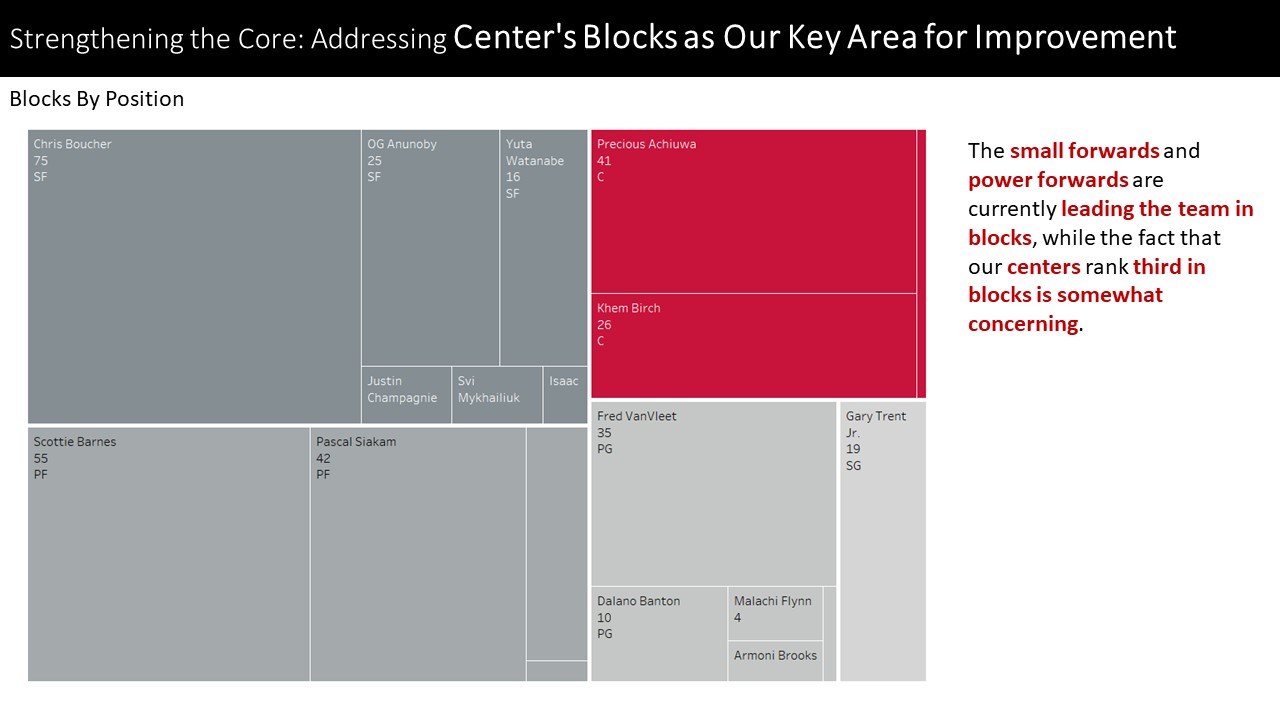 Strengthening the Core: Addressing Center's Blocks as Our Key Area for Improvement
Blocks By Position
Chris Boucher
75
SF
OG Anunoby
25
SF
Yuta
Watanabe
16
SF
Justin
Champagnie
Svi
Mykhailiuk
Isaac
Scottie Barnes
55
PF
Pascal Siakam
42
PF
Precious Achiuwa
41
C
Khem Birch
26
C
Fred VanVleet
35
PG
Dalano Banton
10
PG
Malachi Flynn
4
Armoni Brooks
Gary Trent
Jr.
19
SG
The small forwards and
power forwards are
currently leading the team in
blocks, while the fact that
our centers rank third in
blocks is somewhat
concerning.